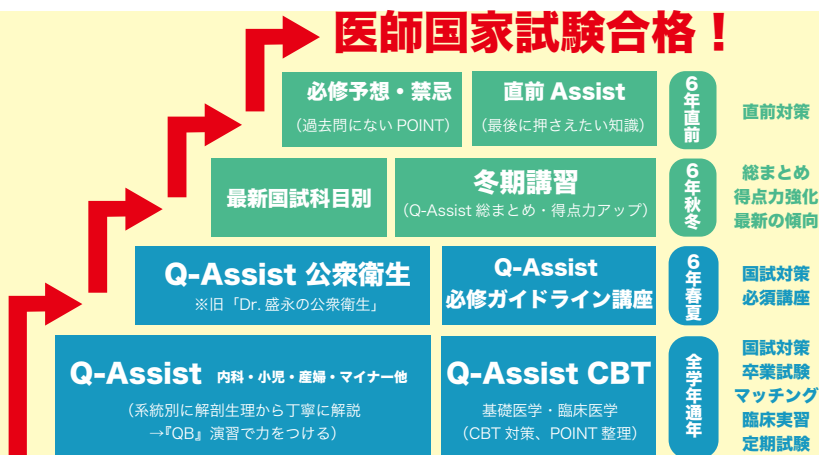 医師国家試験合格！
必修予想・禁忌
（過去問にない POINT）
直前 Assist
（最後に押さえたい知識）
6年直前
直前対策
最新国試科目別
冬期講習
（Q-Assist 総まとめ・得点力アップ）
6年秋冬
総まとめ
得点力強化
最新の傾向
Q-Assist 公衆衛生
※旧「Dr. 盛永の公衆衛生」
Q-Assist
必修ガイドライン講座
6年春夏
国試対策
必須講座
Q-Assist 内科・小児・産婦・マイナー他
（系統別に解剖生理から丁寧に解説
→『QB』演習で力をつける）
Q-Assist CBT
基礎医学・臨床医学
（CBT 対策、POINT 整理）
全学年通年
国試対策
卒業試験
マッチング
臨床実習
定期試験